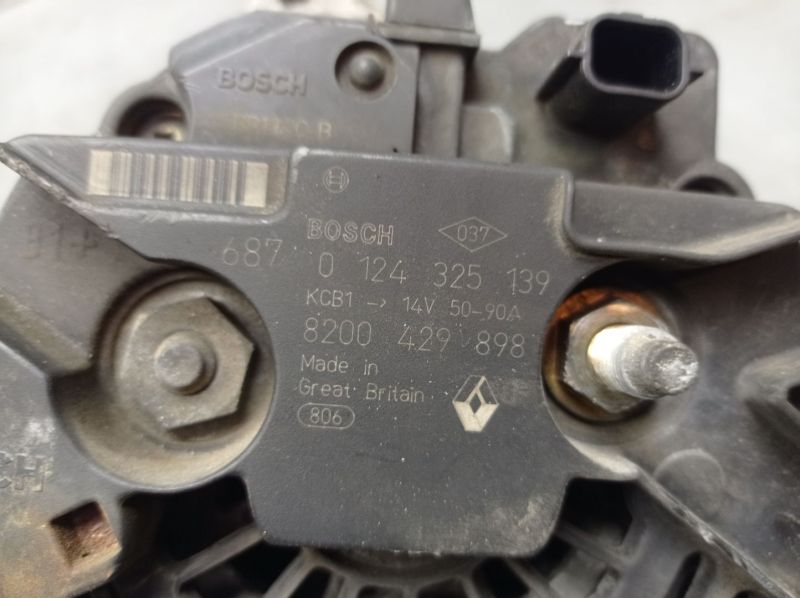 BOSCH
BOSCH
037
687 0 124 325 139
KCB1 → 14V 50-90A
8200 429 898
Made in
Great Britain
806